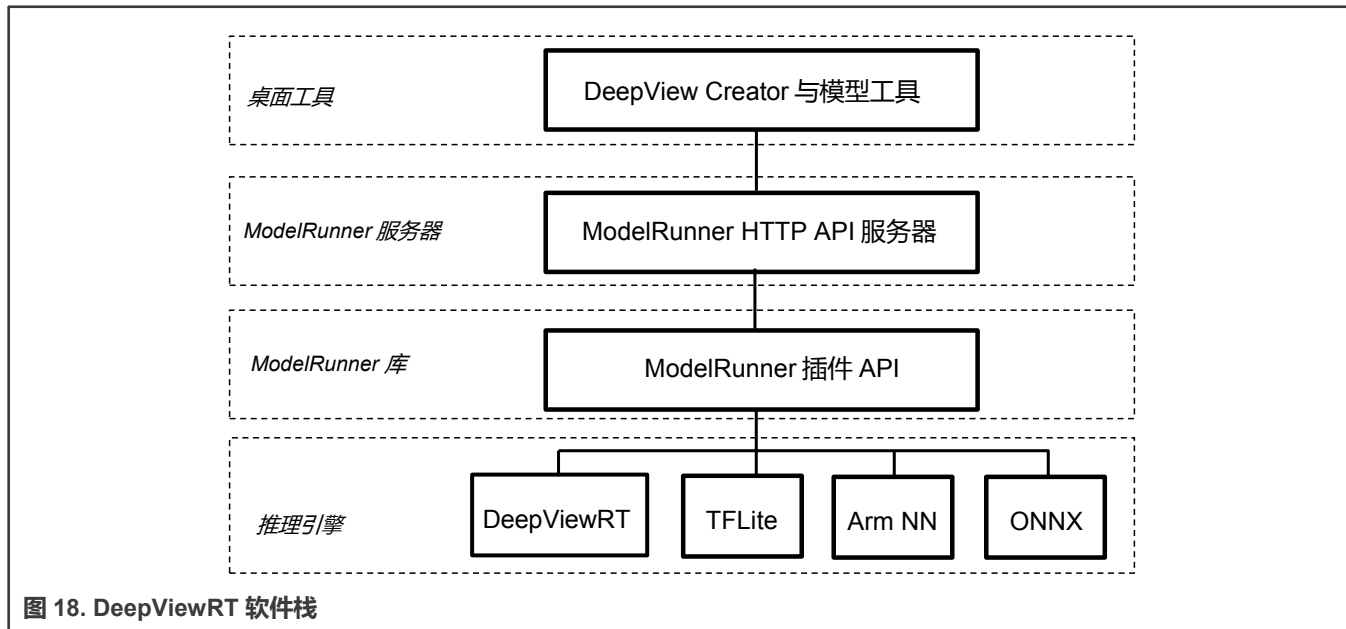 桌面工具
DeepView Creator 与模型工具
ModelRunner 服务器
ModelRunner HTTP API 服务器
ModelRunner 库
ModelRunner 插件 API
推理引擎
DeepViewRT
TFLite
Arm NN
ONNX
图 18. DeepViewRT 软件栈